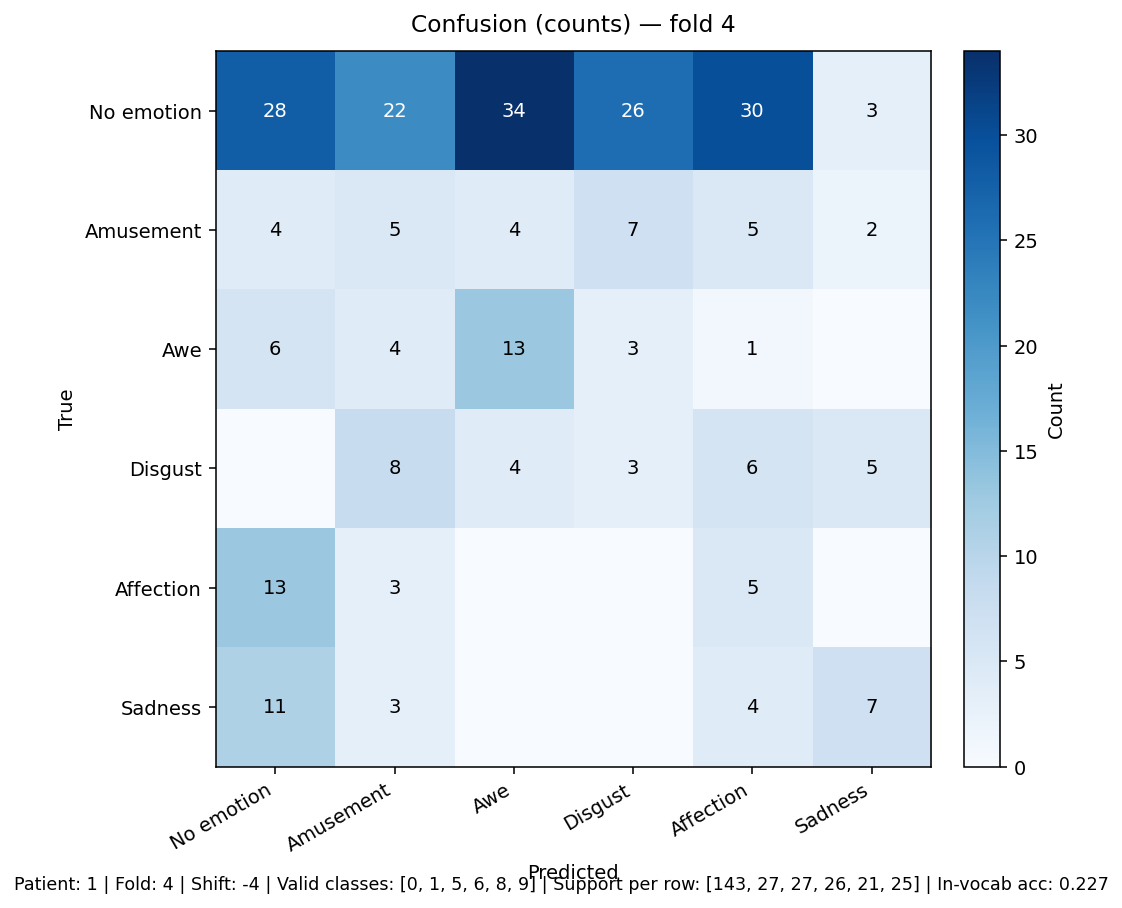 Confusion (counts) — fold 4
No emotion 28 22 34 26 30 3
Amusement 4 5 4 7 5 2
Awe 6 4 13 3 1
Disgust 8 4 3 6 5
Affection 13 3 5
Sadness 11 3 4 7
True
No emotion Amusement Awe Disgust Affection Sadness
Predicted
30
25
20
15
10
5
0
Count
Patient: 1 | Fold: 4 | Shift: -4 | Valid classes: [0, 1, 5, 6, 8, 9] | Support per row: [143, 27, 27, 26, 21, 25] | In-vocab acc: 0.227